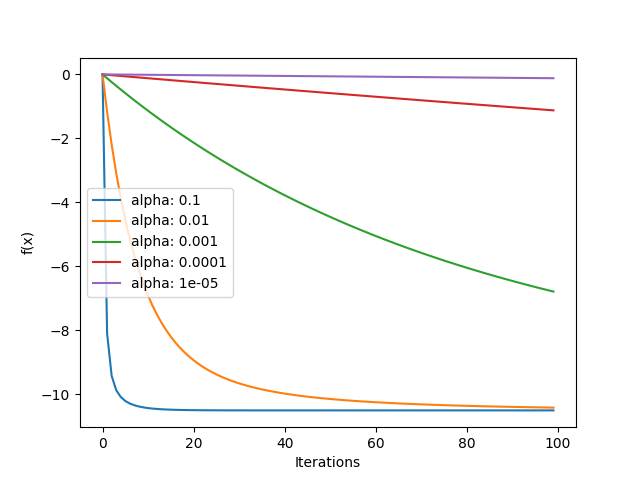 0
−2
−4
−6
−8
−10
f(x)
alpha: 0.1
alpha: 0.01
alpha: 0.001
alpha: 0.0001
alpha: 1e-05
0 20 40 60 80 100
Iterations